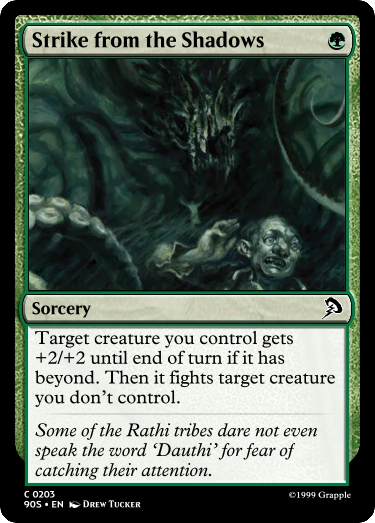 Strike from the Shadows
Sorcery
Target creature you control gets
+2/+2 until end of turn if it has
beyond. Then it fights target creature
you don't control.
Some of the Rathi tribes dare not even
speak the word ‘Dauthi’ for fear of
catching their attention.
C 0203
90S • EN Drew Tucker
©1999 Grapple